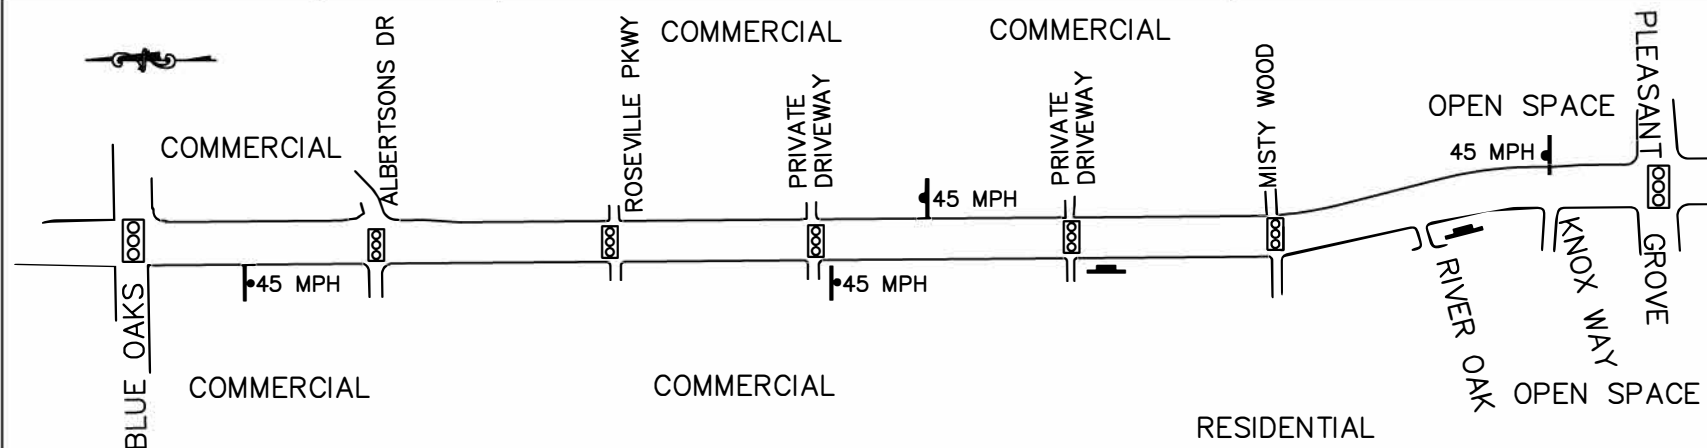 COMMERCIAL
COMMERCIAL
COMMERCIAL
ALBERTSONS DR
ROSEVILLE PKWY
PRIVATE
DRIVEWAY
PRIVATE
DRIVEWAY
MISTY WOOD
OPEN SPACE
PLEASANT GROVE
45 MPH
45 MPH
45 MPH
45 MPH
BLUE OAKS
RIVER OAK
KNOX WAY
COMMERCIAL
COMMERCIAL
RESIDENTIAL
OPEN SPACE